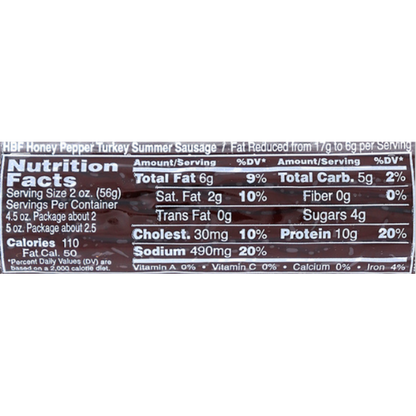 HBF Honey Pepper Turkey Summer Sausage / Fat Reduced from 17g to 6g per Serving
Nutrition
Facts
Serving Size 2 oz. (56g)
Servings Per Container
4.5 oz. Package about 2
5 oz. Package about 2.5
Calories 110
Fat Cal. 50
*Percent Daily Values (DV) are
based on a 2,000 calorie diet.
Amount/Serving %DV* Amount/Serving %DV*
Total Fat 6g 9% Total Carb. 5g 2%
Sat. Fat 2g 10% Fiber 0g 0%
Trans Fat 0g Sugars 4g
Cholest. 30mg 10% Protein 10g 20%
Sodium 490mg 20%
Vitamin A 0% • Vitamin C 0% • Calcium 0% • Iron 4%